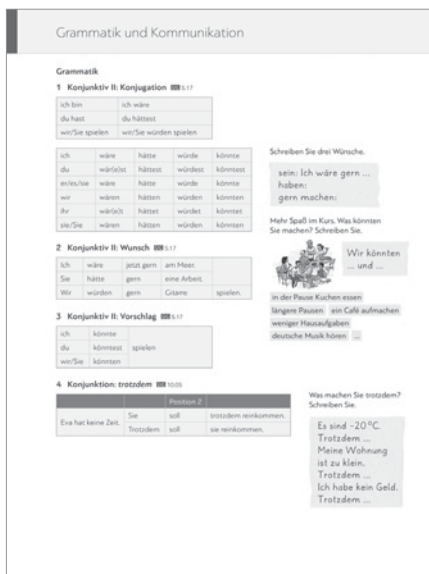 Grammatik und Kommunikation
Grammatik
1 Konjunktiv II: Konjugation 5.17
ich bin ich wäre
du hast du hättest
wir/Sie spielen wir/Sie würden spielen
ich wäre hätte würde könnte
du wär(e)st hättest würdest könntest
er/es/sie wäre hätte würde könnte
wir wären hätten würden könnten
ihr wär(e)t hättet würdet könntet
sie/Sie wären hätten würden könnten
Schreiben Sie drei Wünsche.
sein: Ich wäre gern ...
haben:
gern machen:
2 Konjunktiv II: Wunsch 5.17
Ich wäre jetzt gern am Meer.
Sie hätte gern eine Arbeit.
Wir würden gern Gitarre spielen.
Mehr Spaß im Kurs. Was könnten
Sie machen? Schreiben Sie.
Wir könnten
... und ...
in der Pause Kuchen essen
längere Pausen ein Café aufmachen
weniger Hausaufgaben
deutsche Musik hören ...
3 Konjunktiv II: Vorschlag 5.17
ich könnte
du könntest spielen
wir/Sie könnten
4 Konjunktion: trotzdem 10.05
Position 2
Eva hat keine Zeit. Sie soll trotzdem reinkommen.
Trotzdem soll sie reinkommen.
Was machen Sie trotzdem?
Schreiben Sie.
Es sind -20 °C.
Trotzdem ...
Meine Wohnung
ist zu klein.
Trotzdem ...
Ich habe kein Geld.
Trotzdem ...